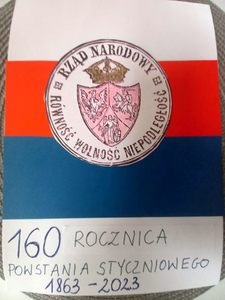 RZĄD NARODOWY
RÓWNOŚĆ WOLNOŚĆ NIEPODLEGŁOŚĆ
160 ROCZNICA
POWSTANIA STYCZNIOWEGO
1863-2023